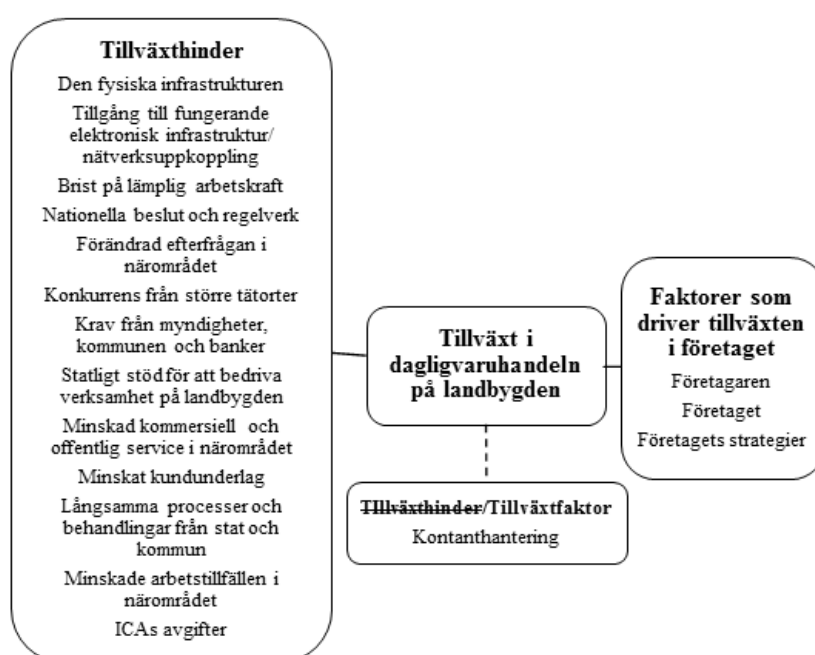 Tillväxthinder
Den fysiska infrastrukturen
Tillgång till fungerande
elektronisk infrastruktur/
nätverksuppkoppling
Brist på lämplig arbetskraft
Nationella beslut och regelverk
Förändrad efterfrågan i
närområdet
Konkurrens från större tätorter
Krav från myndigheter,
kommunen och banker
Statligt stöd för att bedriva
verksamhet på landbygden
Minskad kommersiell och
offentlig service i närområdet
Minskat kundunderlag
Långsamma processer och
behandlingar från stat och
kommun
Minskade arbetstillfällen i
närområdet
ICAs avgifter
Tillväxt i
dagligvaruhandeln
på landbygden
TIllväxthinder/Tillväxtfaktor
Kontanthantering
Faktorer som
driver tillväxten
i företaget
Företagaren
Företaget
Företagets strategier